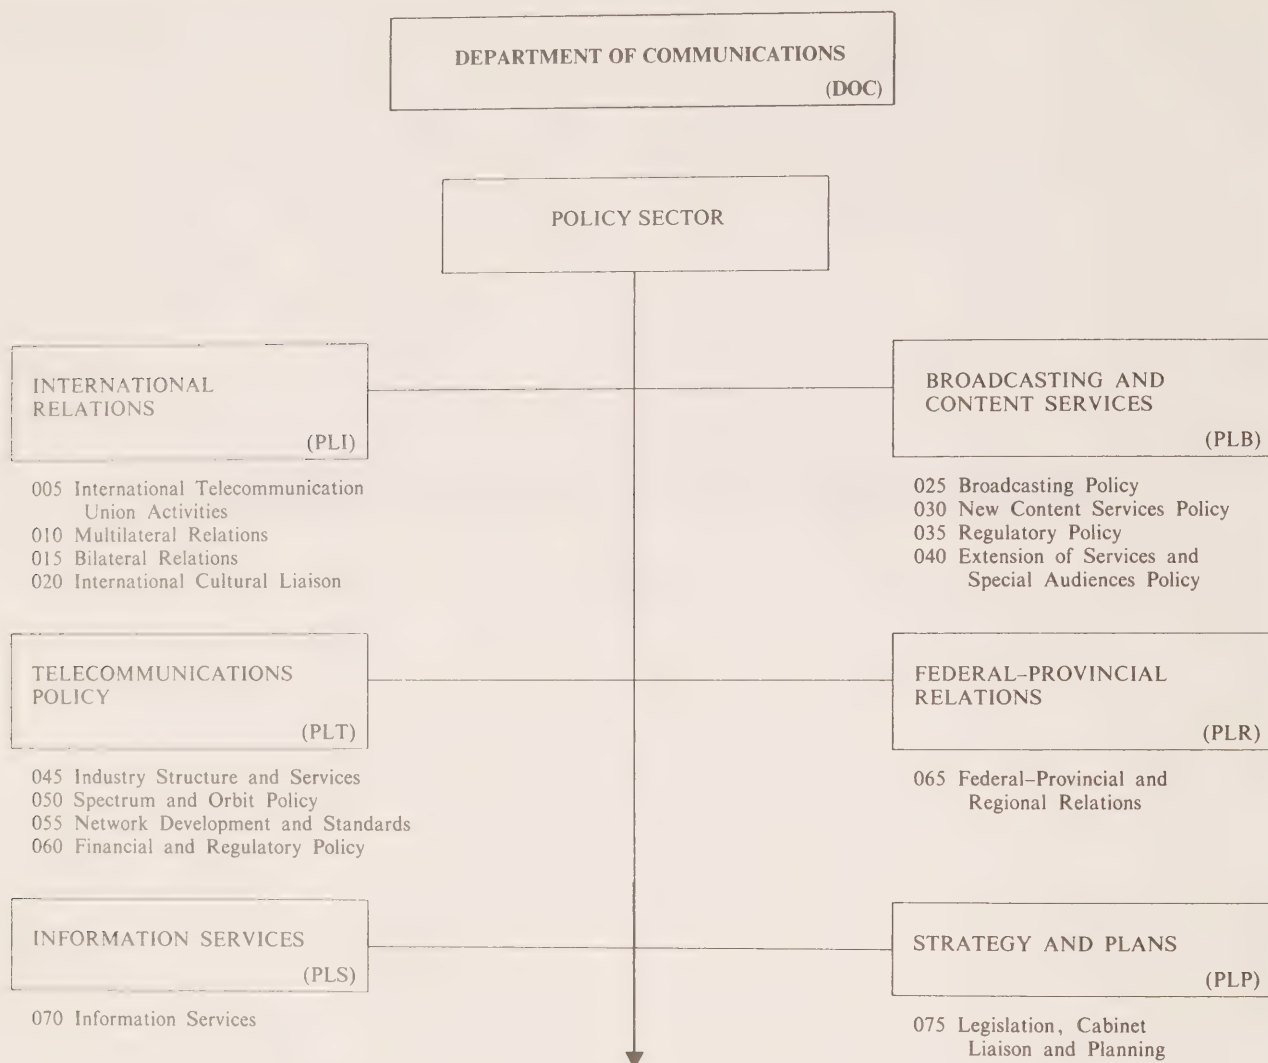 DEPARTMENT OF COMMUNICATIONS
(DOC)
POLICY SECTOR
INTERNATIONAL
RELATIONS
(PLI)
005 International Telecommunication
Union Activities
010 Multilateral Relations
015 Bilateral Relations
020 International Cultural Liaison
BROADCASTING AND
CONTENT SERVICES
(PLB)
025 Broadcasting Policy
030 New Content Services Policy
035 Regulatory Policy
040 Extension of Services and
Special Audiences Policy
TELECOMMUNICATIONS
POLICY
(PLT)
045 Industry Structure and Services
050 Spectrum and Orbit Policy
055 Network Development and Standards
060 Financial and Regulatory Policy
FEDERAL-PROVINCIAL
RELATIONS
(PLR)
065 Federal-Provincial and
Regional Relations
INFORMATION SERVICES
(PLS)
070 Information Services
STRATEGY AND PLANS
(PLP)
075 Legislation, Cabinet
Liaison and Planning